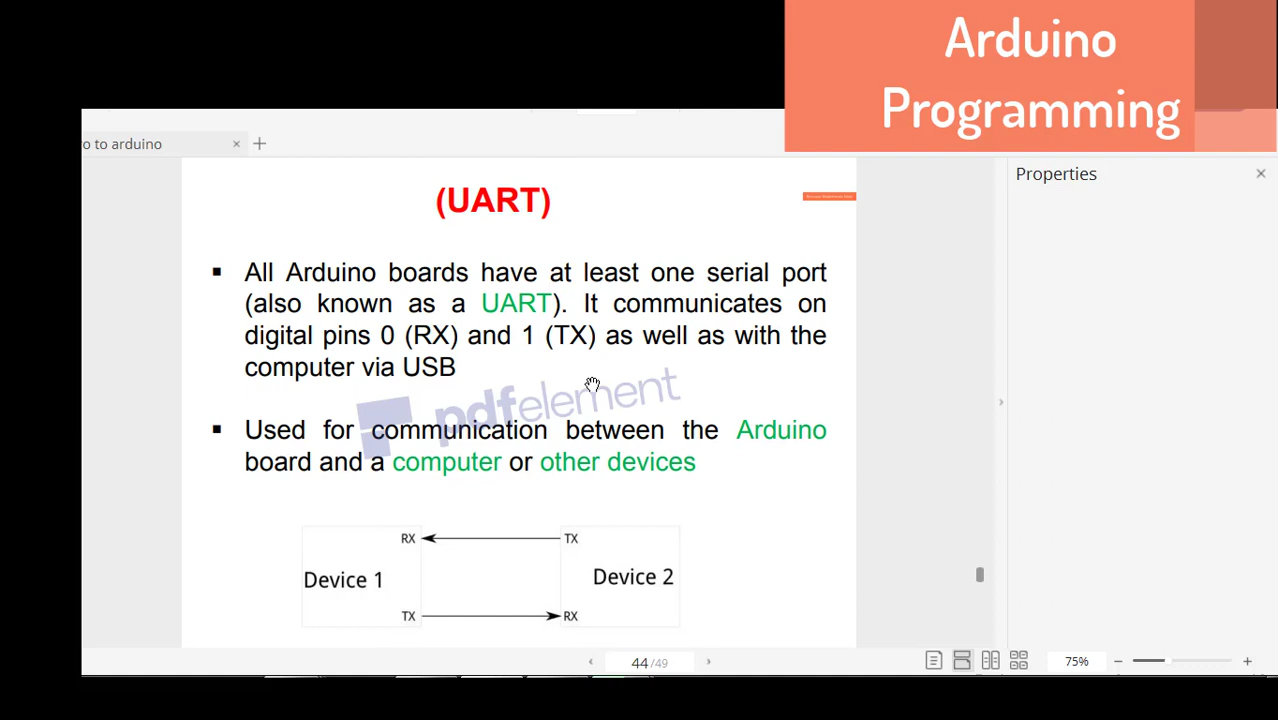 Arduino
Programming
o to arduino
Properties
(UART)
▪ All Arduino boards have at least one serial port
(also known as a UART). It communicates on
digital pins 0 (RX) and 1 (TX) as well as with the
computer via USB
pdfelement
▪ Used for communication between the Arduino
board and a computer or other devices
RX TX
Device 1 Device 2
TX RX
44/49
75%